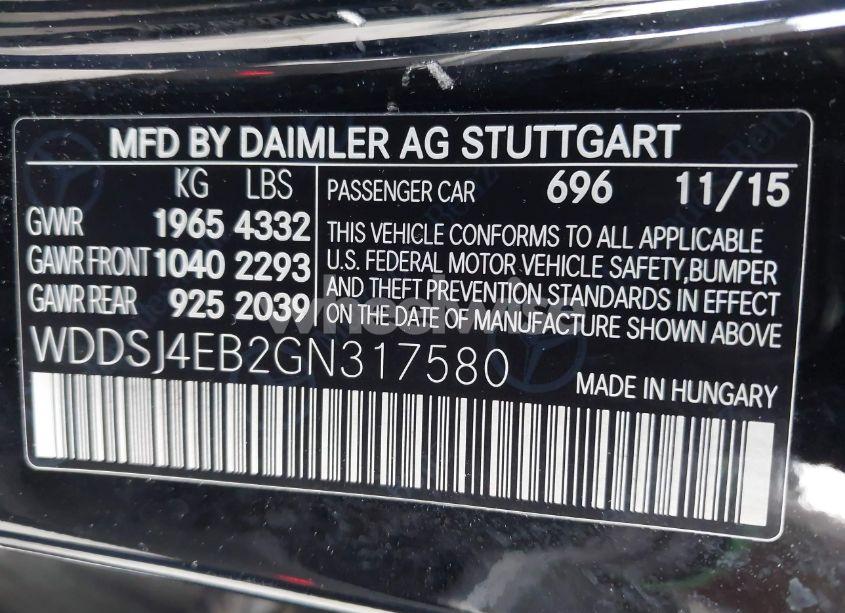 MFD BY DAIMLER AG STUTTGART
KG LBS
GWWR 1965 4332
GAWR FRONT 1040 2293
GAWR REAR 925 2039
PASSENGER CAR 696 11/15
THIS VEHICLE CONFORMS TO ALL APPLICABLE
U.S. FEDERAL MOTOR VEHICLE SAFETY,BUMPER
AND THEFT PREVENTION STANDARDS IN EFFECT
ON THE DATE OF MANUFACTURE SHOWN ABOVE
WDDSJ4EB2GN317580
MADE IN HUNGARY